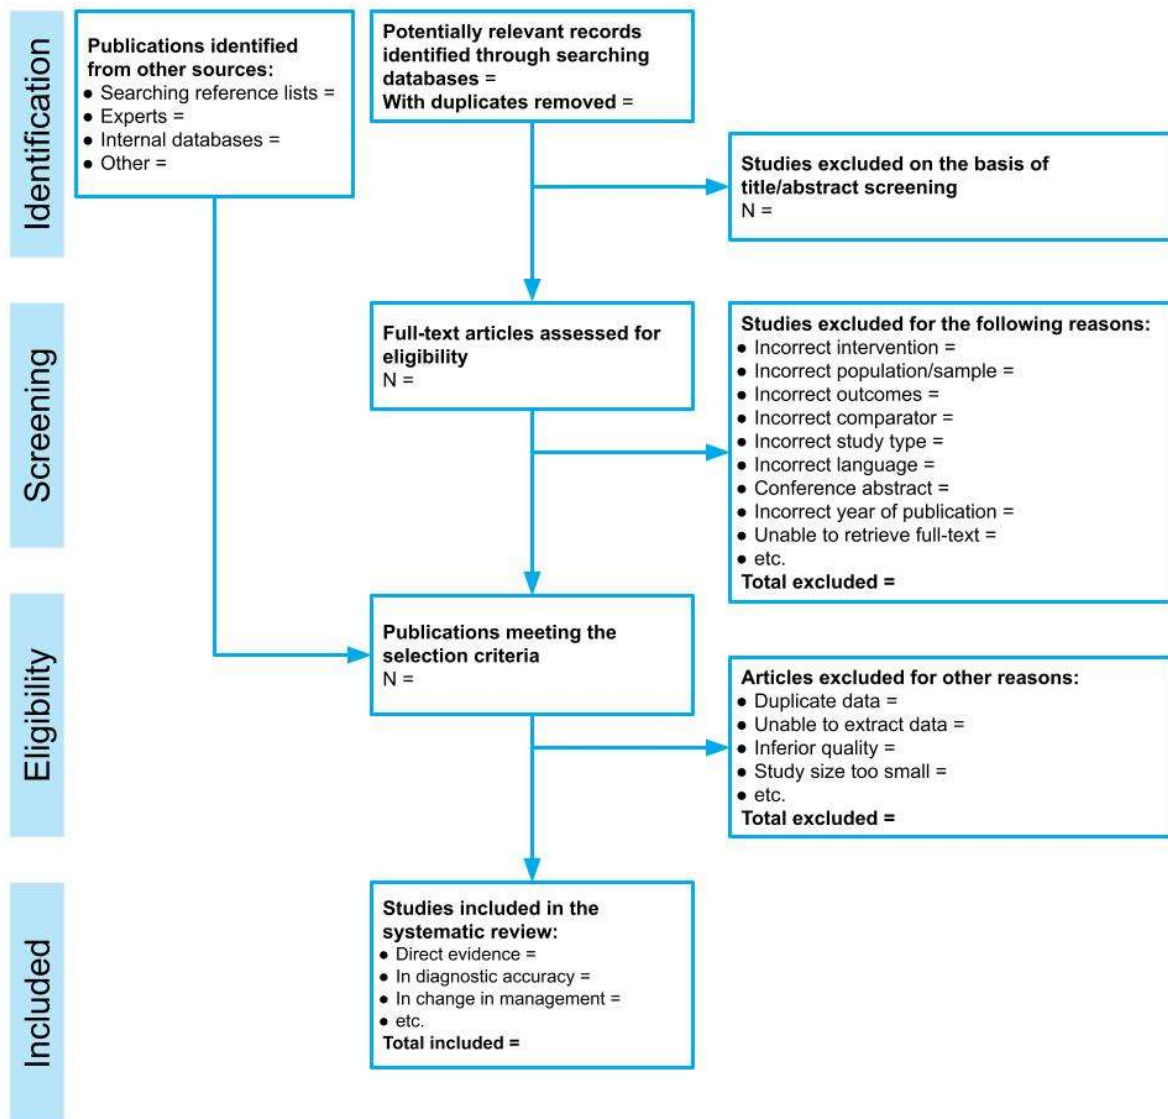 Identification
Publications identified
from other sources:
● Searching reference lists =
● Experts =
● Internal databases =
● Other =
Potentially relevant records
identified through searching
databases =
With duplicates removed =
Studies excluded on the basis of
title/abstract screening
N =
Screening
Full-text articles assessed for
eligibility
N =
Studies excluded for the following reasons:
● Incorrect intervention =
● Incorrect population/sample =
● Incorrect outcomes =
● Incorrect comparator =
● Incorrect study type =
● Incorrect language =
● Conference abstract =
● Incorrect year of publication =
● Unable to retrieve full-text =
● etc.
Total excluded =
Eligibility
Publications meeting the
selection criteria
N =
Articles excluded for other reasons:
● Duplicate data =
● Unable to extract data =
● Inferior quality =
● Study size too small =
● etc.
Total excluded =
Included
Studies included in the
systematic review:
● Direct evidence =
● In diagnostic accuracy =
● In change in management =
● etc.
Total included =